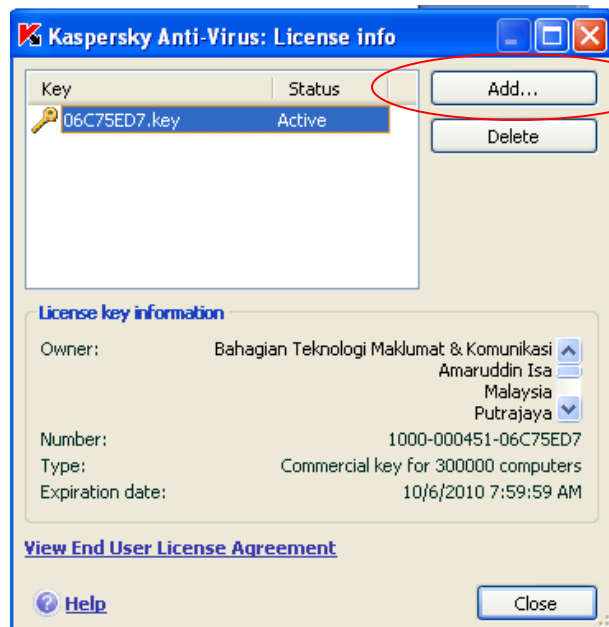 Kaspersky Anti-Virus: License info
Key Status
06C75ED7.key Active
Add...
Delete
License key information
Owner: Bahagian Teknologi Maklumat & Komunikasi
Amaruddin Isa
Malaysia
Putrajaya
Number: 1000-000451-06C75ED7
Type: Commercial key for 300000 computers
Expiration date: 10/6/2010 7:59:59 AM
View End User License Agreement
Help
Close